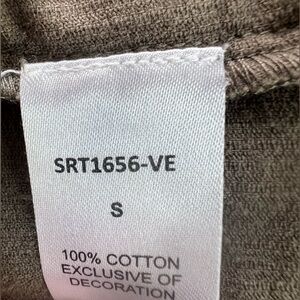 SRT1656-VE
S
100% COTTON
EXCLUSIVE OF
DECORATION